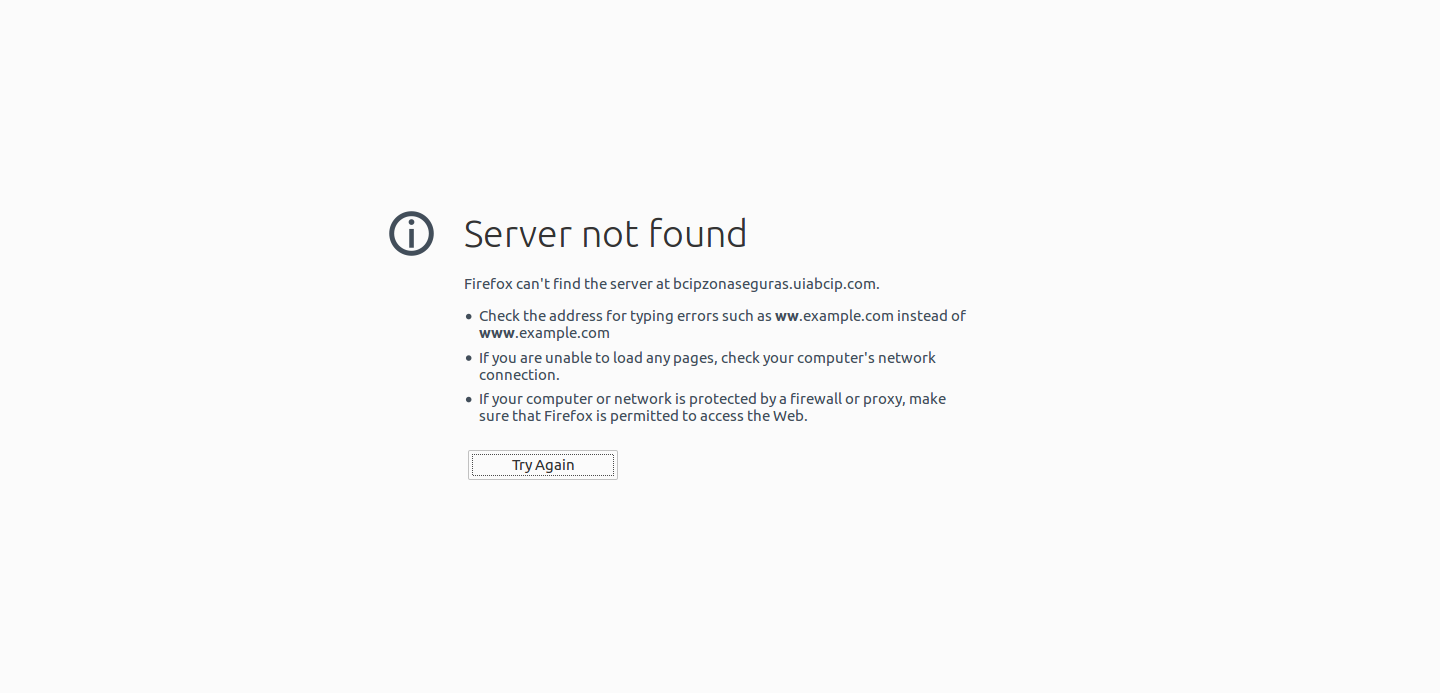 Server not found
Firefox can't find the server at bcipzonaseguras.uiabcip.com.
Check the address for typing errors such as ww.example.com instead of
www.example.com
If you are unable to load any pages, check your computer's network
connection.
If your computer or network is protected by a firewall or proxy, make
sure that Firefox is permitted to access the Web.
Try Again